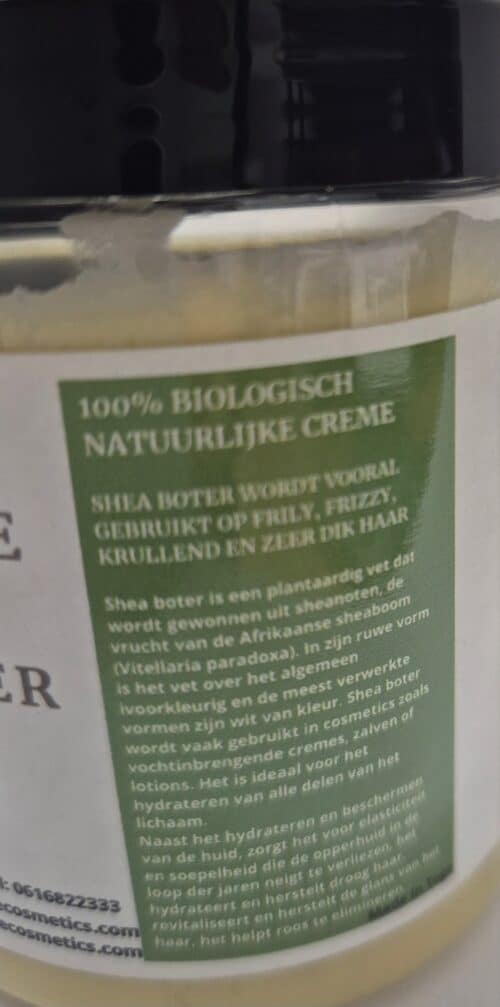 100% BIOLOGISCH
NATUURLIJKE CREME
SHEA BOTER WORDT VOORAL
GEBRUIKT OP FRILY, FRIZZY,
KRULLEND EN ZEER DIK HAAR
Shea boter is een plantaardig vet dat
wordt gewonnen uit sheanoten, de
vrucht van de Afrikaanse sheaboom
(Vitellaria paradoxa). In zijn ruwe vorm
is het vet over het algemeen
ivoorkleurig en de meest verwerkte
vormen zijn wit van kleur. Shea boter
wordt vaak gebruikt in cosmetics zoals
vochtinbrengende cremes, zalven of
lotions. Het is ideaal voor het
hydrateren van alle delen van het
lichaam.
Naast het hydrateren en beschermen
van de huid, zorgt het voor elasticiteit
en soepelheid die de opperhuid in de
loop der jaren neigt te verliezen, het
hydrateert en herstelt droog haar,
revitaliseert en herstelt de glans van het
haar, het helpt roos te elimineren
Made in
E
ER
l: 0616822333
ecosmetics.com
ecosmetics.com